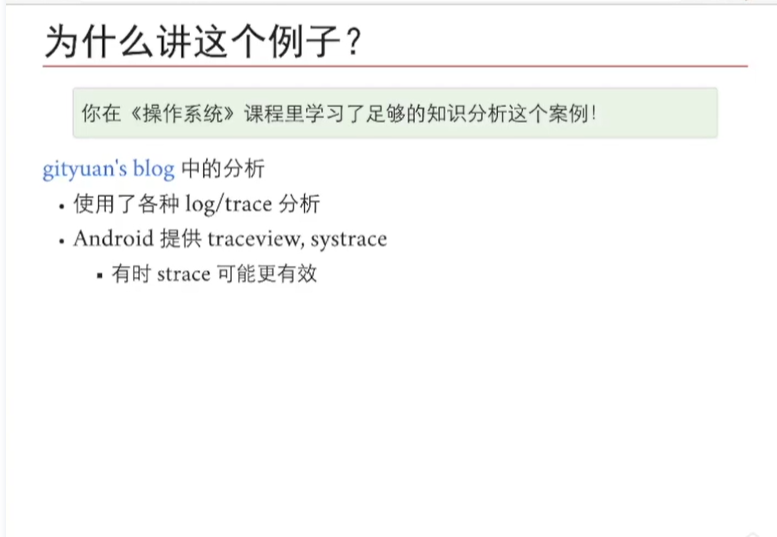 为什么讲这个例子？
你在《操作系统》课程里学习了足够的知识分析这个案例！
gityuan's blog 中的分析
• 使用了各种 log/trace 分析
• Android 提供 traceview, systrace
▪ 有时 strace 可能更有效